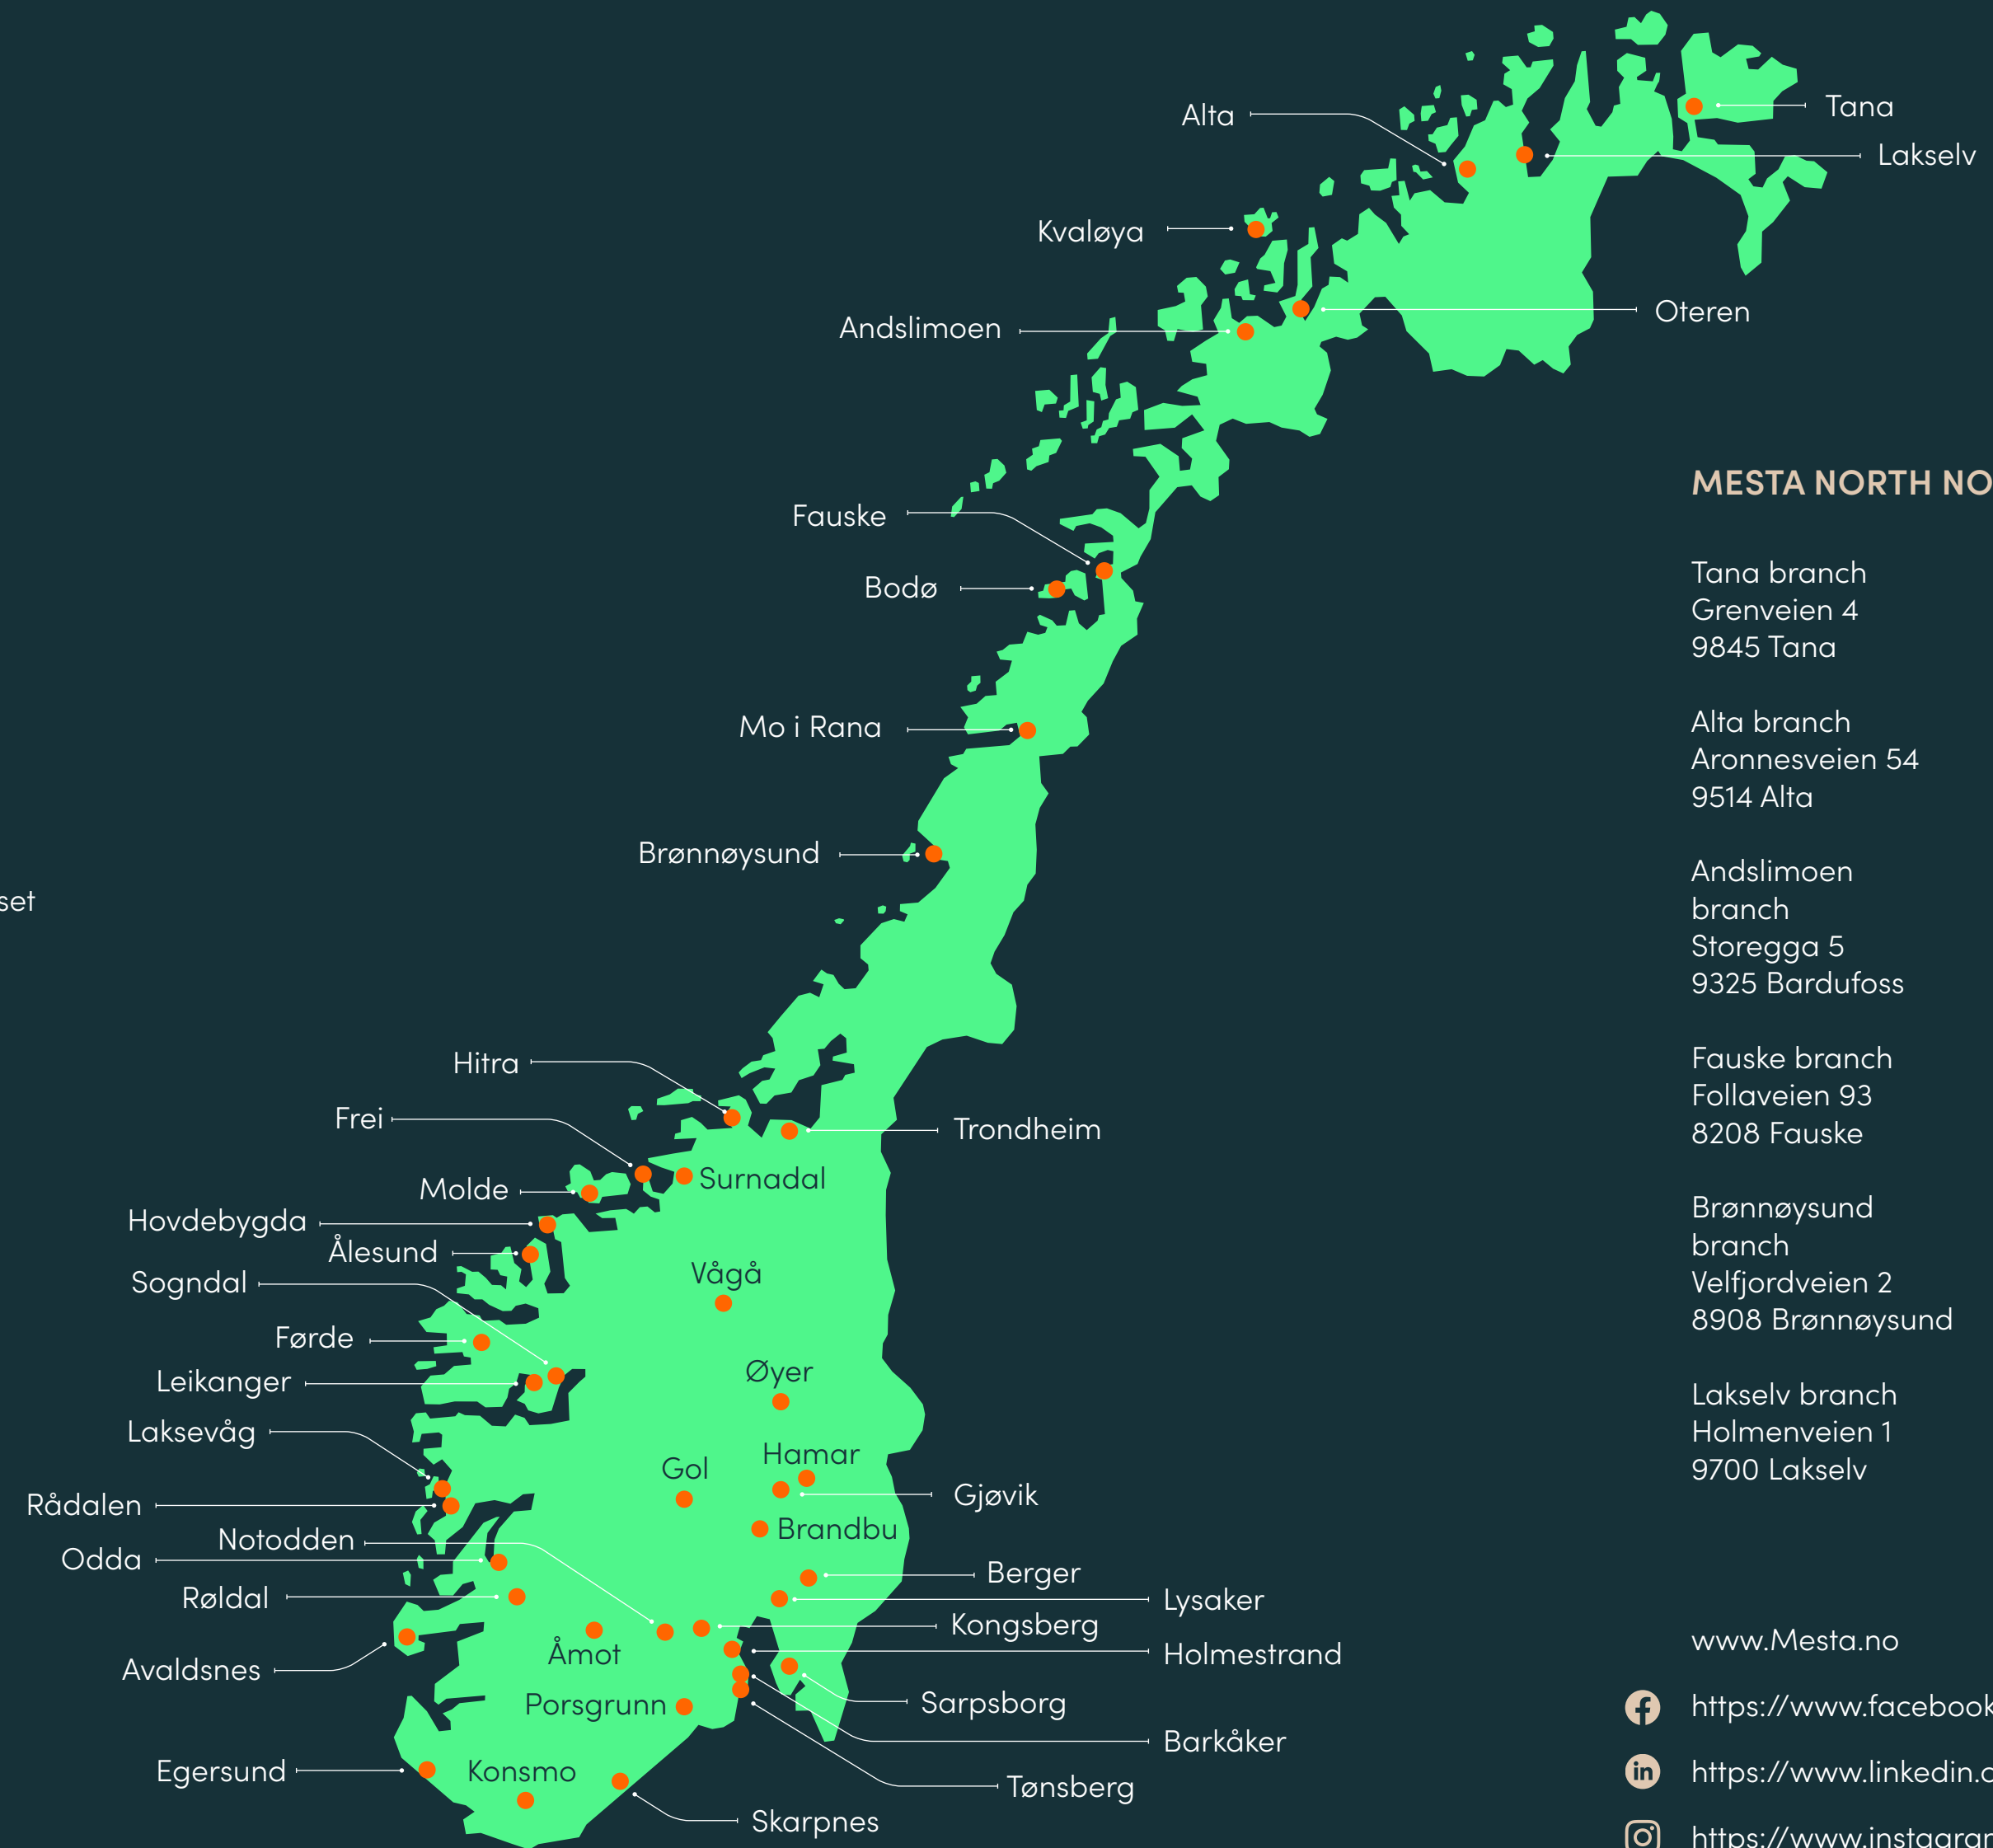 Alta
Tana
Lakselv
Kvaløya
Oteren
Andslimoen
Fauske
Bodø
Mo i Rana
Brønnøysund
set
Hitra
Frei
Trondheim
Surnadal
Molde
Hovdebygda
Ålesund
Vågå
Sogndal
Førde
Øyer
Leikanger
Laksevåg
Hamar
Gol
Gjøvik
Rådalen
Brandbu
Notodden
Odda
Berger
Røldal
Lysaker
Kongsberg
Åmot
Holmestrand
Avaldsnes
Porsgrunn
Sarpsborg
Barkåker
Egersund
Konsmo
Tønsberg
Skarpnes
MESTA NORTH NO
Tana branch
Grenveien 4
9845 Tana
Alta branch
Aronnesveien 54
9514 Alta
Andslimoen
branch
Storegga 5
9325 Bardufoss
Fauske branch
Follaveien 93
8208 Fauske
Brønnøysund
branch
Velfjordveien 2
8908 Brønnøysund
Lakselv branch
Holmenveien 1
9700 Lakselv
www.Mesta.no
https://www.facebook
in https://www.linkedin.c
https://www.instagram